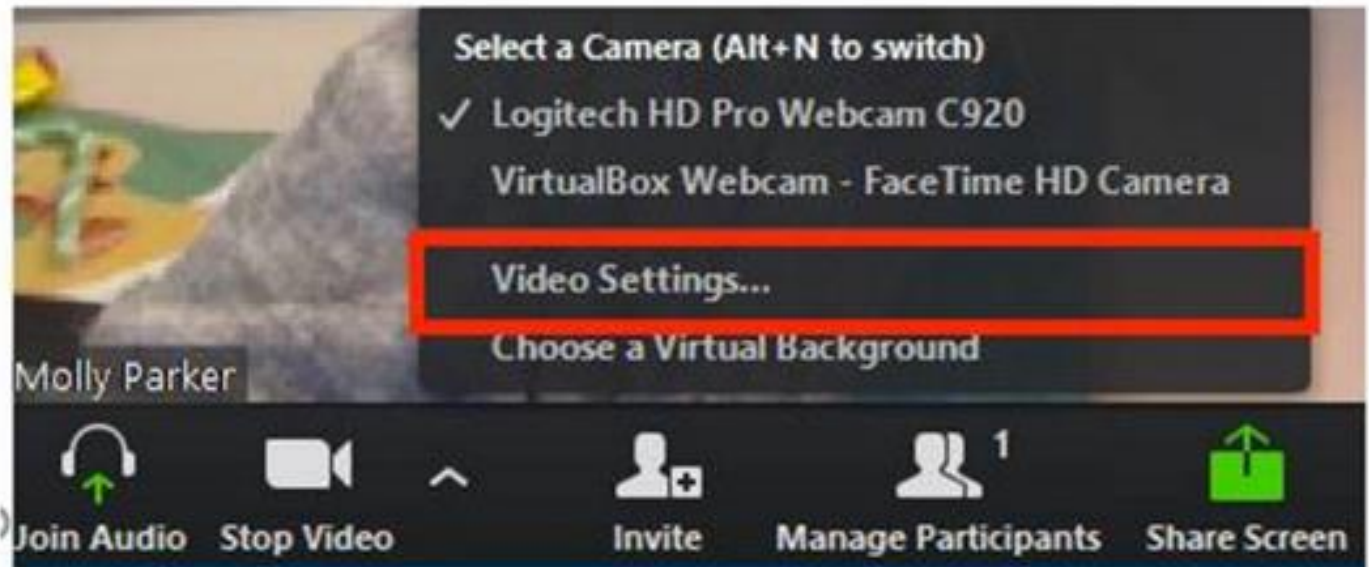 Select a Camera (Alt+N to switch)
✓ Logitech HD Pro Webcam C920
VirtualBox Webcam - FaceTime HD Camera
Video Settings...
Choose a Virtual Background
Molly Parker
1
Join Audio Stop Video Invite Manage Participants Share Screen